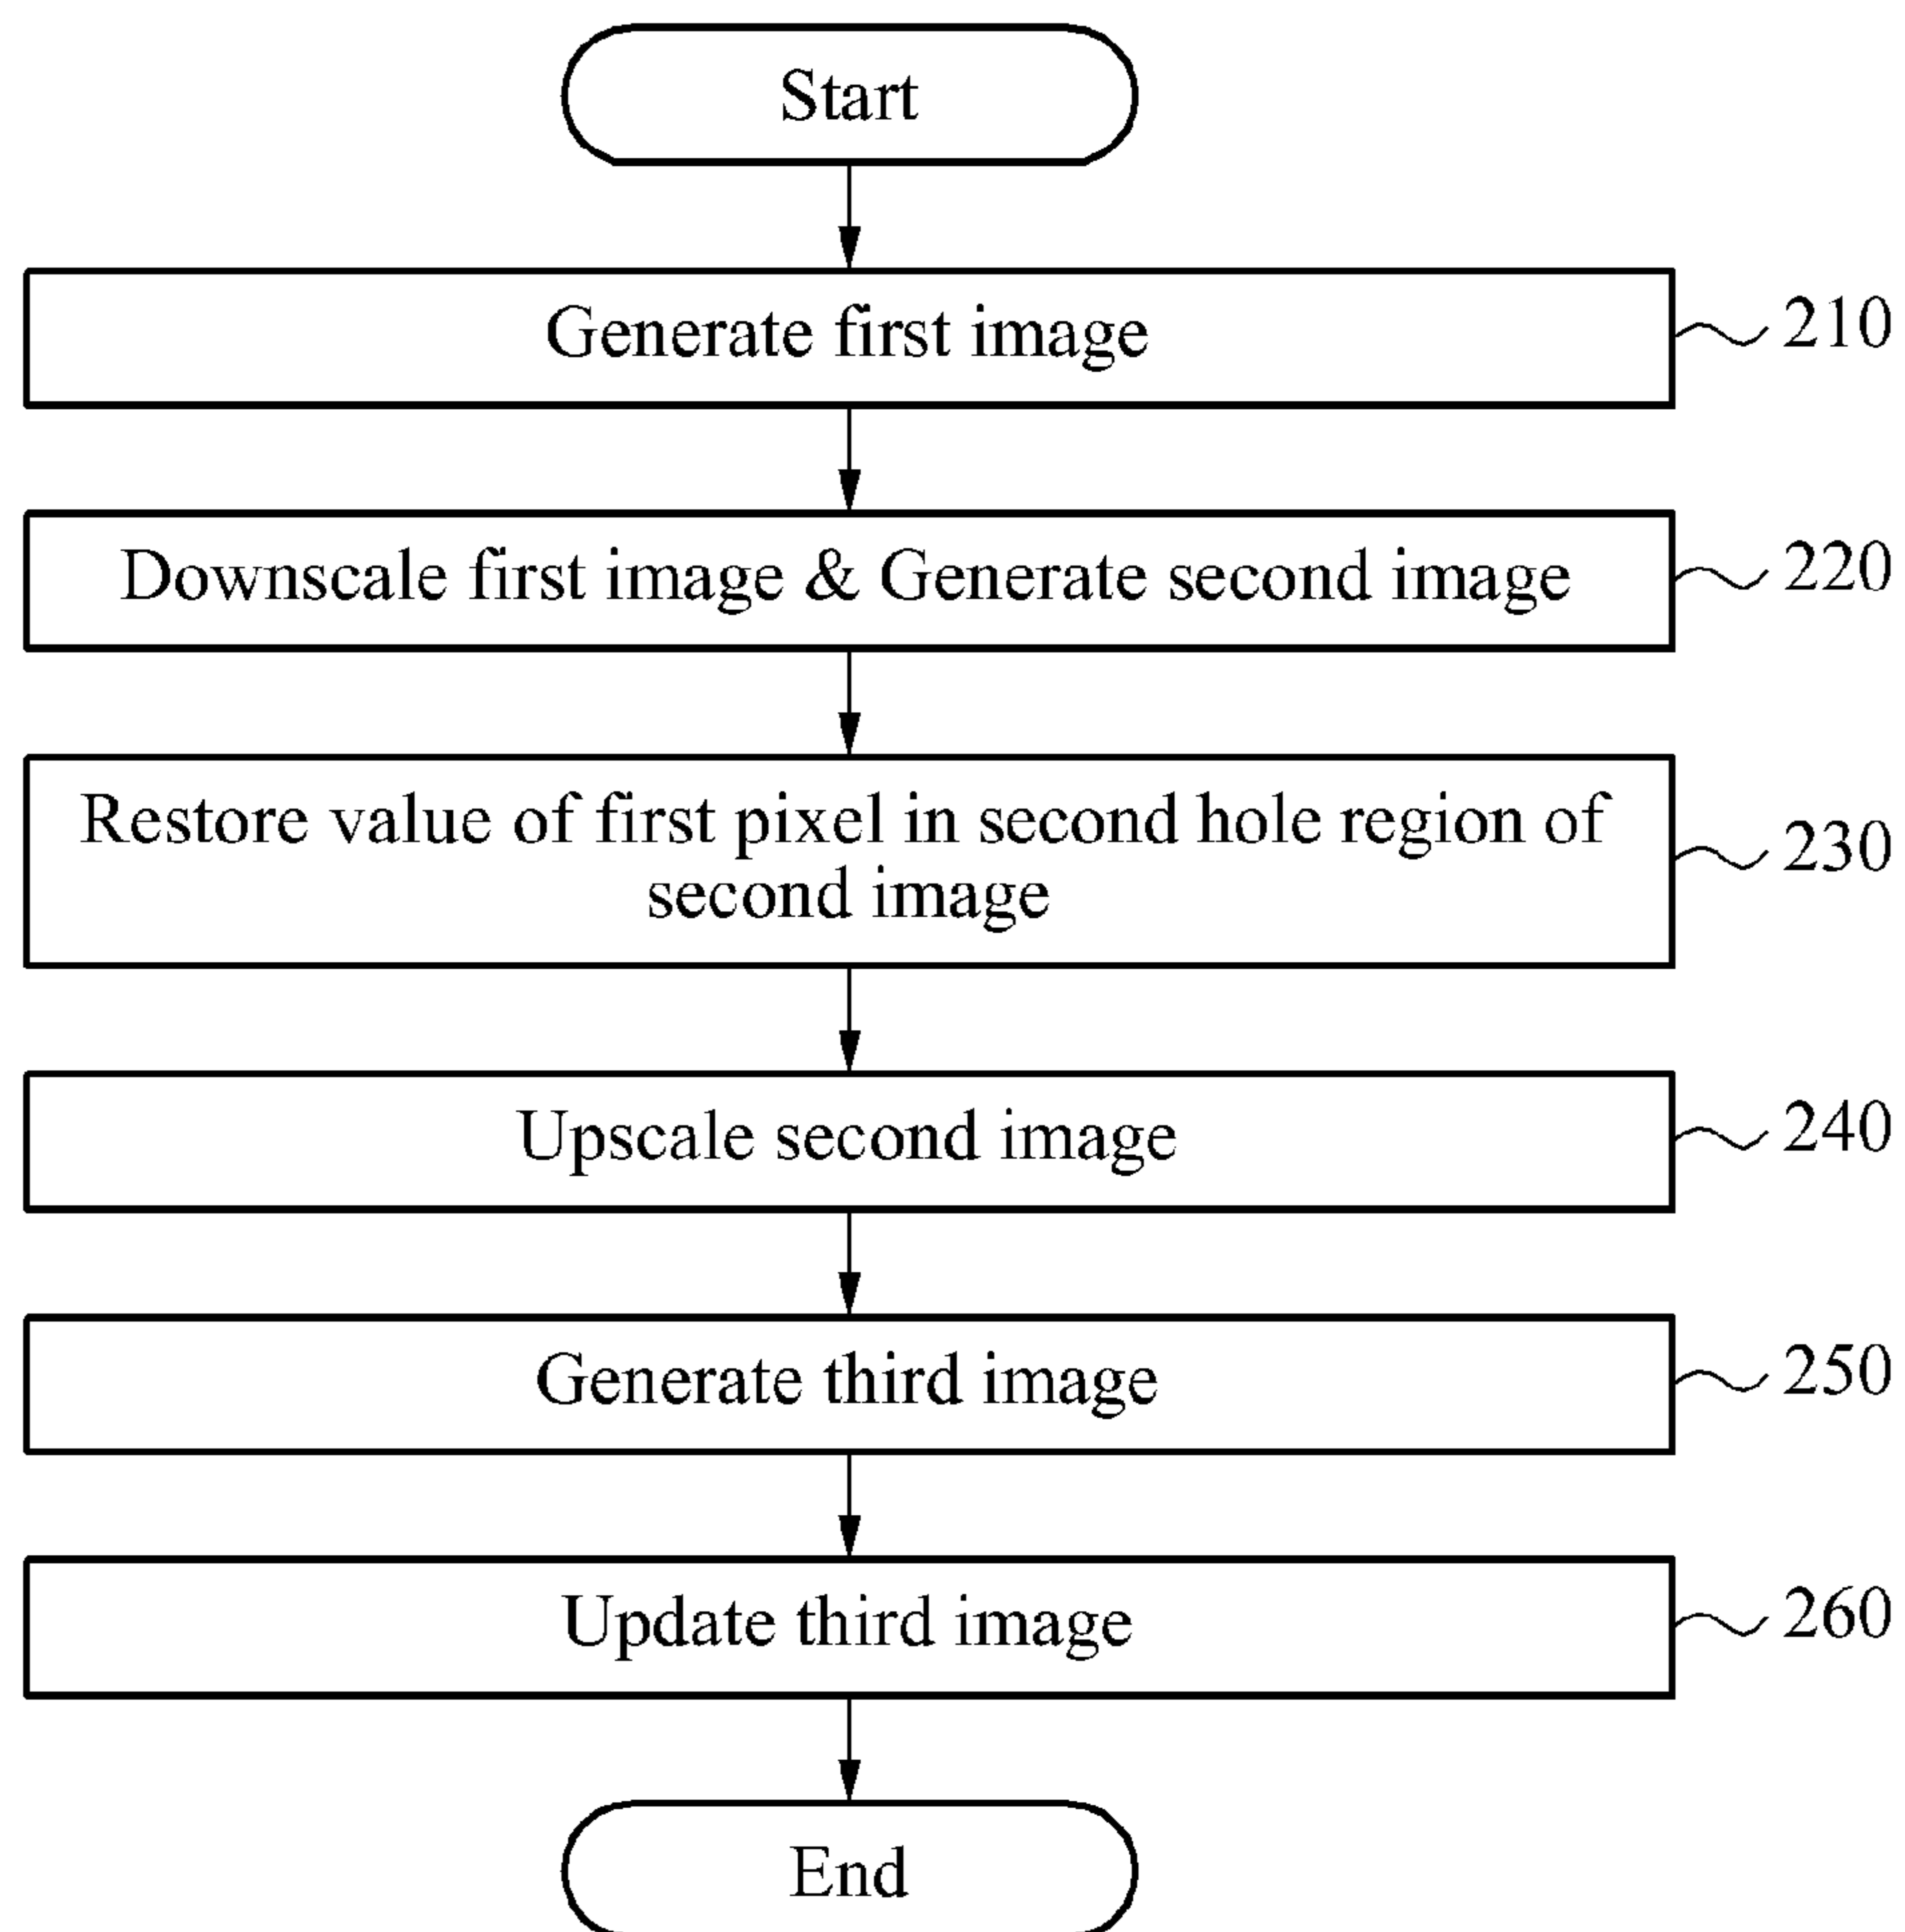 Start
Generate first image
210
Downscale first image & Generate second image
220
Restore value of first pixel in second hole region of
second image
230
Upscale second image
240
Generate third image
250
Update third image
260
End